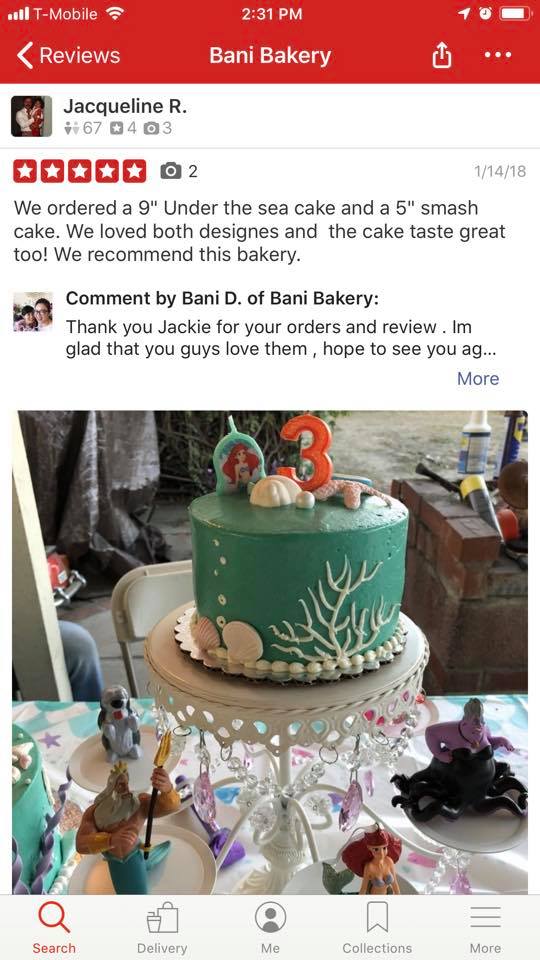 T-Mobile 2:31 PM
Reviews Bani Bakery
Jacqueline R.
67 4 3
2 1/14/18
We ordered a 9" Under the sea cake and a 5" smash
cake. We loved both designes and the cake taste great
too! We recommend this bakery.
Comment by Bani D. of Bani Bakery:
Thank you Jackie for your orders and review . Im
glad that you guys love them , hope to see you ag...
More
3
Search Delivery Me Collections More